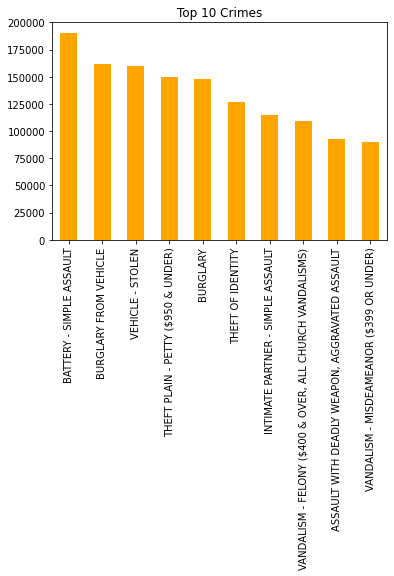 Top 10 Crimes
200000
175000
150000
125000
100000
75000
50000
25000
0
BATTERY - SIMPLE ASSAULT
BURGLARY FROM VEHICLE
VEHICLE - STOLEN
THEFT PLAIN - PETTY ($950 & UNDER)
BURGLARY
THEFT OF IDENTITY
INTIMATE PARTNER - SIMPLE ASSAULT
VANDALISM - FELONY ($400 & OVER, ALL CHURCH VANDALISMS)
ASSAULT WITH DEADLY WEAPON, AGGRAVATED ASSAULT
VANDALISM - MISDEAMEANOR ($399 OR UNDER)